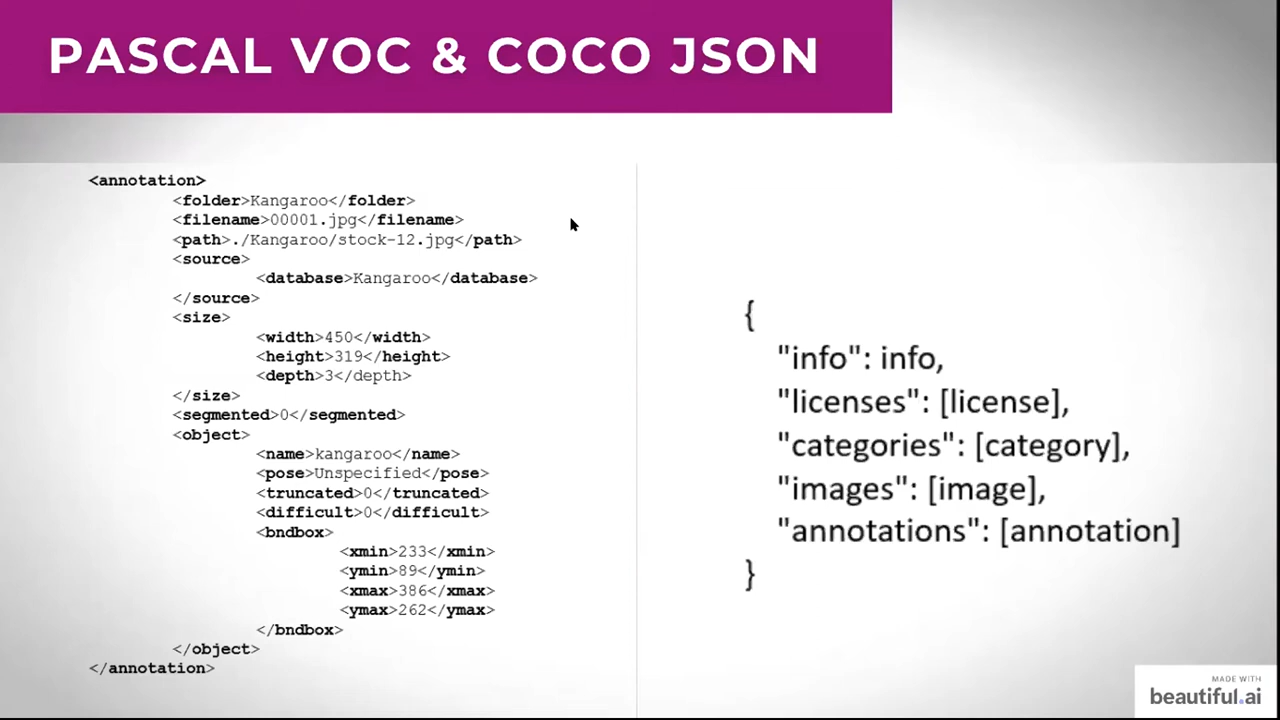 PASCAL VOC & COCO JSON
<annotation>
<folder>Kangaroo</folder>
<filename>00001.jpg</filename>
<path>./Kangaroo/stock-12.jpg</path>
<source>
<database>Kangaroo</database>
</source>
<size>
<width>450</width>
<height>319</height>
<depth>3</depth>
</size>
<segmented>0</segmented>
<object>
<name>kangaroo</name>
<pose>Unspecified</pose>
<truncated>0</truncated>
<difficult>0</difficult>
<bndbox>
<xmin>233</xmin>
<ymin>89</ymin>
<xmax>386</xmax>
<ymax>262</ymax>
</bndbox>
</object>
</annotation>
{
"info": info,
"licenses": [license],
"categories": [category],
"images": [image],
"annotations": [annotation]
}
MADE WITH
beautiful.ai